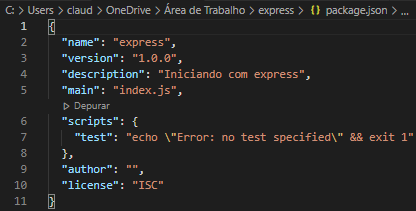 C: > Users > claud > OneDrive > Área de Trabalho > express > {} package.json > ...
1 {
2 "name": "express",
3 "version": "1.0.0",
4 "description": "Iniciando com express",
5 "main": "index.js",
Depurar
6 "scripts": {
7 "test": "echo \"Error: no test specified\" && exit 1"
8 },
9 "author": "",
10 "license": "ISC"
11 }